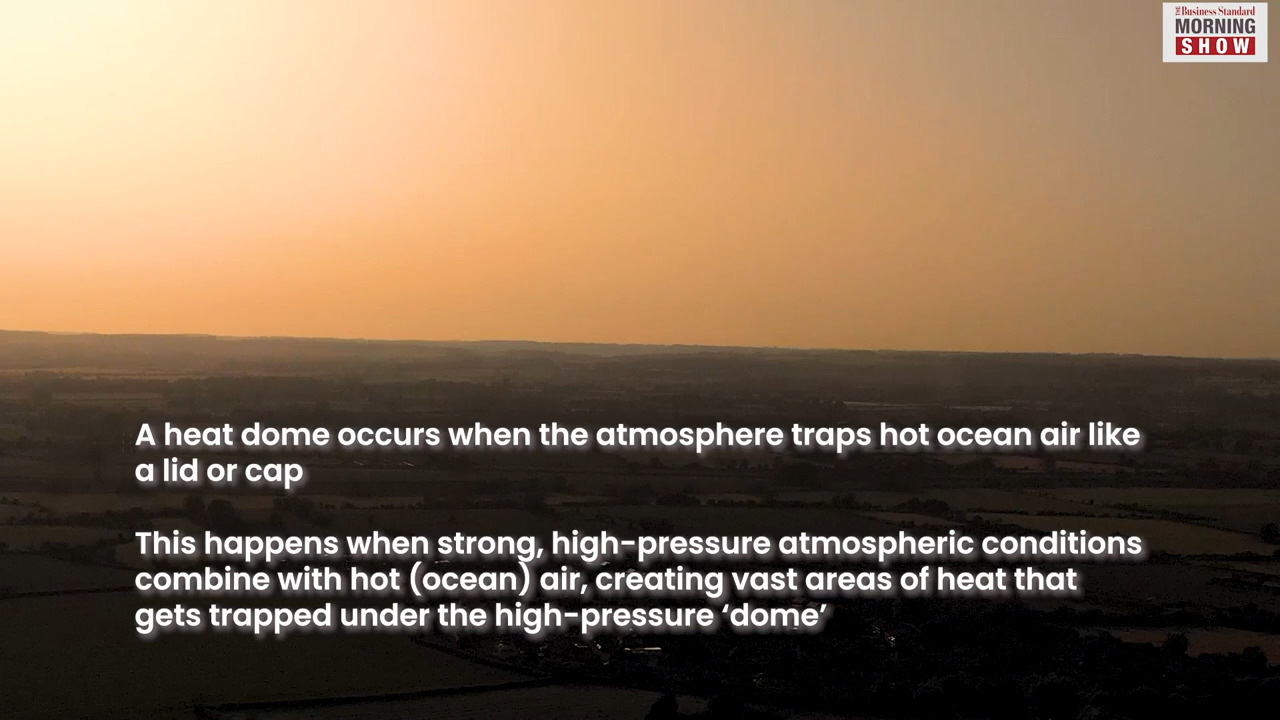 THE Business Standard
MORNING
SHOW
A heat dome occurs when the atmosphere traps hot ocean air like
a lid or cap
This happens when strong, high-pressure atmospheric conditions
combine with hot (ocean) air, creating vast areas of heat that
gets trapped under the high-pressure ‘dome’